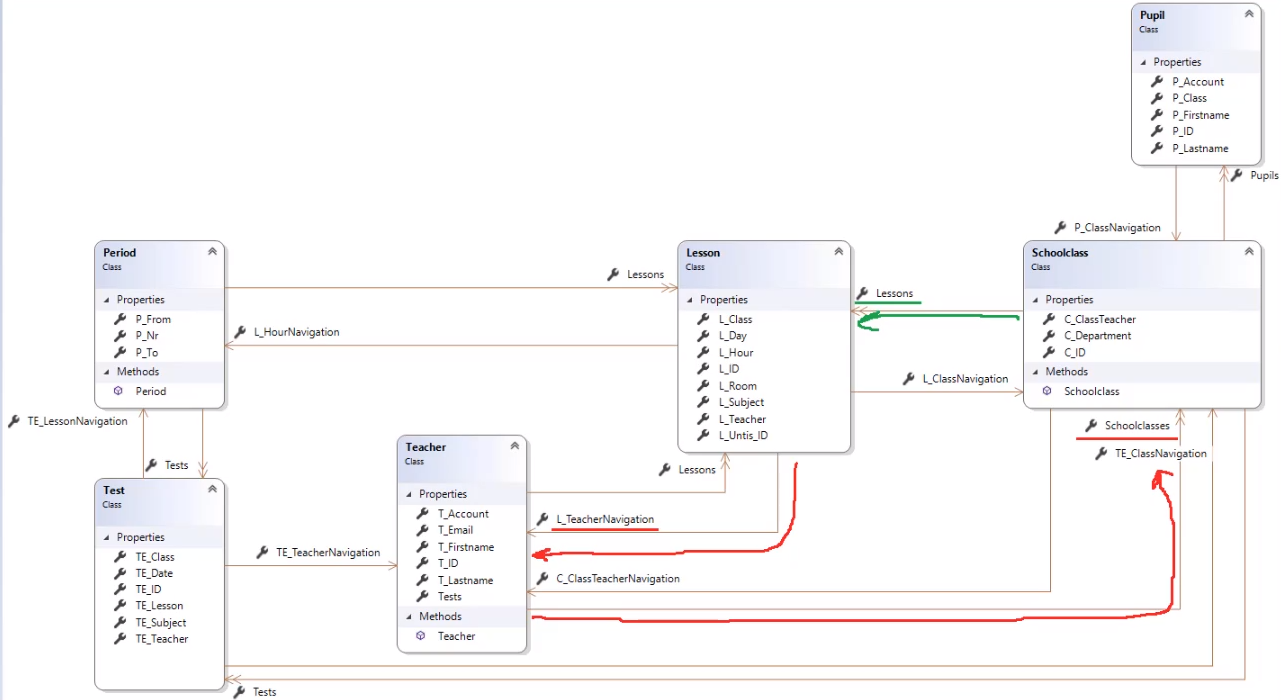 Pupil
Class
Properties
P_Account
P_Class
P_Firstname
P_ID
P_Lastname
Pupils
P_ClassNavigation
Period
Class
Properties
P_From
P_Nr
P_To
Methods
Period
Lessons
L_HourNavigation
Lesson
Class
Properties
L_Class
L_Day
L_Hour
L_ID
L_Room
L_Subject
L_Teacher
L_Untis_ID
Lessons
L_ClassNavigation
Schoolclass
Class
Properties
C_ClassTeacher
C_Department
C_ID
Methods
Schoolclass
Schoolclasses
TE_ClassNavigation
TE_LessonNavigation
Tests
Test
Class
Properties
TE_Class
TE_Date
TE_ID
TE_Lesson
TE_Subject
TE_Teacher
TE_TeacherNavigation
Teacher
Class
Properties
T_Account
T_Email
T_Firstname
T_ID
T_Lastname
Tests
Methods
Teacher
Lessons
L_TeacherNavigation
C_ClassTeacherNavigation
Tests